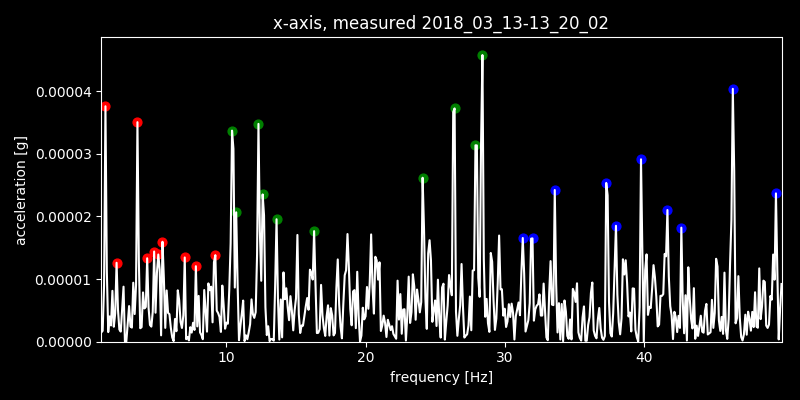 x-axis, measured 2018_03_13-13_20_02
acceleration [g]
0.00004
0.00003
0.00002
0.00001
0.00000
10 20 30 40
frequency [Hz]